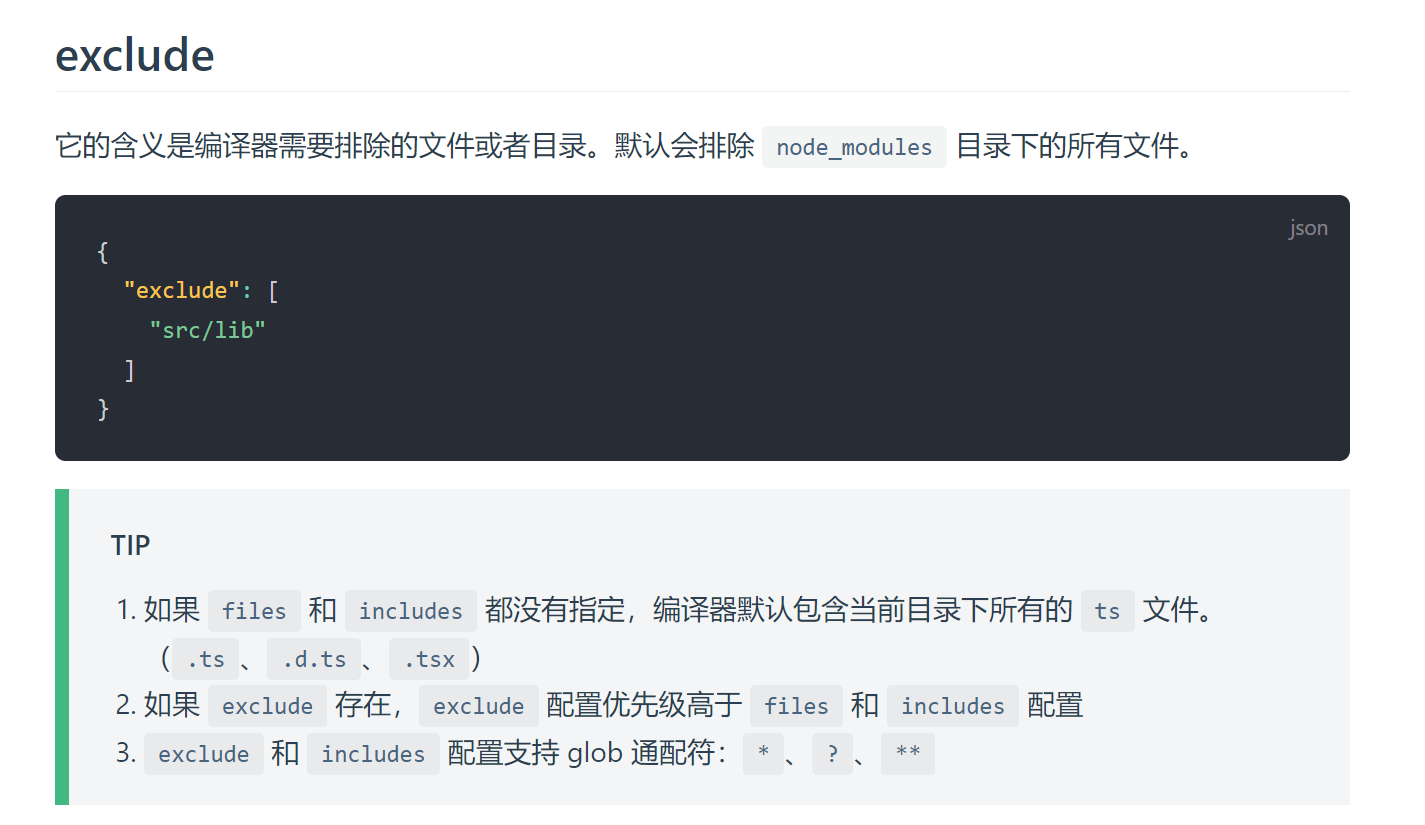 exclude
它的含义是编译器需要排除的文件或者目录。默认会排除 node_modules 目录下的所有文件。
json
{
  "exclude": [
    "src/lib"
  ]
}
TIP
1. 如果 files 和 includes 都没有指定，编译器默认包含当前目录下所有的 ts 文件。
（.ts、.d.ts、.tsx）
2. 如果 exclude 存在，exclude 配置优先级高于 files 和 includes 配置
3. exclude 和 includes 配置支持 glob 通配符：*、?、**